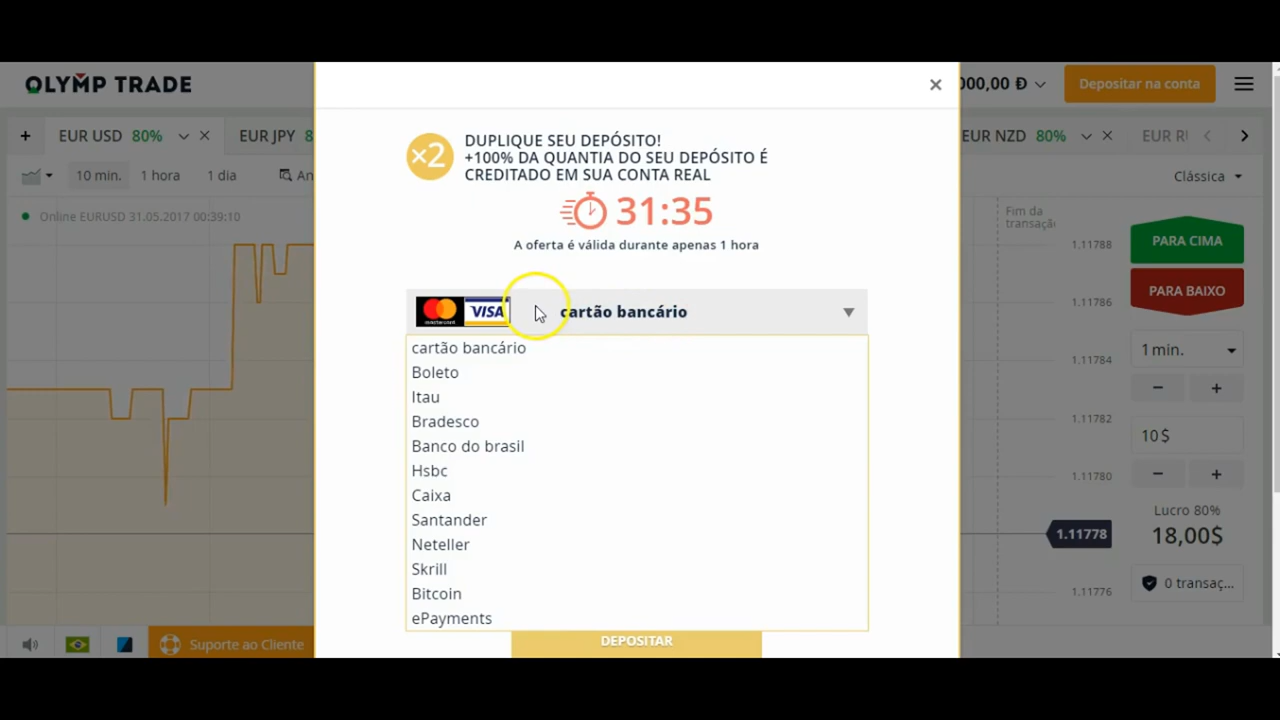 OLYMP TRADE
000,00 Đ
Depositar na conta
+
EUR USD 80%
EUR JPY 8
EUR NZD 80%
EUR R
10 min.
1 hora
1 dia
An
Clássica
Online EURUSD 31.05.2017 00:39:10
×2
DUPLIQUE SEU DEPÓSITO!
+100% DA QUANTIA DO SEU DEPÓSITO É
CREDITADO EM SUA CONTA REAL
31:35
A oferta é válida durante apenas 1 hora
VISA
cartão bancário
cartão bancário
Boleto
Itau
Bradesco
Banco do brasil
Hsbc
Caixa
Santander
Neteller
Skrill
Bitcoin
ePayments
DEPOSITAR
Fim da
transação
1.11788
1.11786
1.11784
1.11782
1.11780
1.11778
1.11776
PARA CIMA
PARA BAIXO
1 min.
− +
10$
− +
Lucro 80%
18,00$
0 transaç...
Suporte ao Cliente